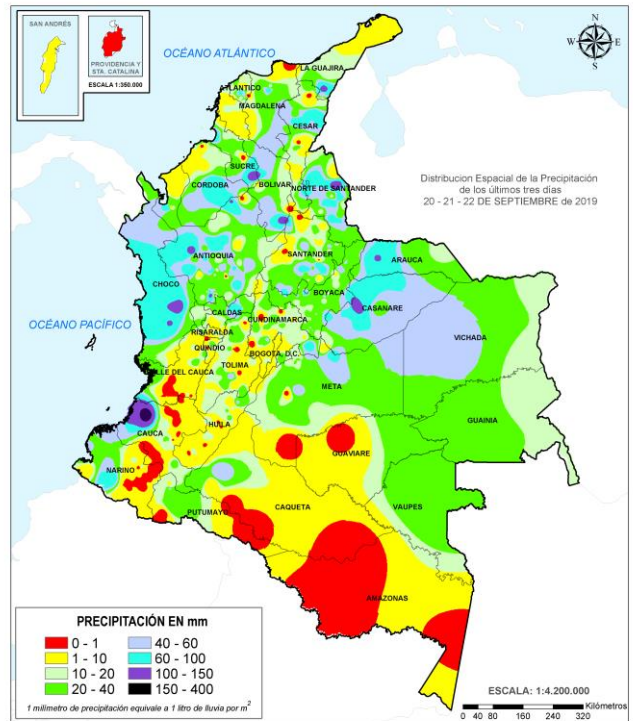 SAN ANDRÉS
PROVIDENCIA Y
STA. CATALINA
ESCALA 1:350.000
OCÉANO ATLÁNTICO
N
W E
S
LA GUAJIRA
ATLANTICO
MAGDALENA
CESAR
SUCRE
CORDOBA
BOLIVAR
NORTE DE SANTANDER
Distribucion Espacial de la Precipitación
de los últimos tres días
20 - 21 - 22 DE SEPTIEMBRE de 2019
ANTIOQUIA
SANTANDER
ARAUCA
CHOCO
BOYACA
CASANARE
OCÉANO PACÍFICO
CALDAS
CUNDINAMARCA
RISARALDA
VICHADA
QUINDIO
BOGOTA, D.C.
TOLIMA
VALLE DEL CAUCA
META
GUAINIA
CAUCA
HUILA
GUAVIARE
NARIÑO
CAQUETA
VAUPES
PUTUMAYO
AMAZONAS
PRECIPITACIÓN EN mm
0 - 1 40 - 60
1 - 10 60 - 100
10 - 20 100 - 150
20 - 40 150 - 400
1 milimetro de precipitación equivale a 1 litro de lluvia por m²
ESCALA: 1:4.200.000
Kilómetros
0 40 80 160 240 320